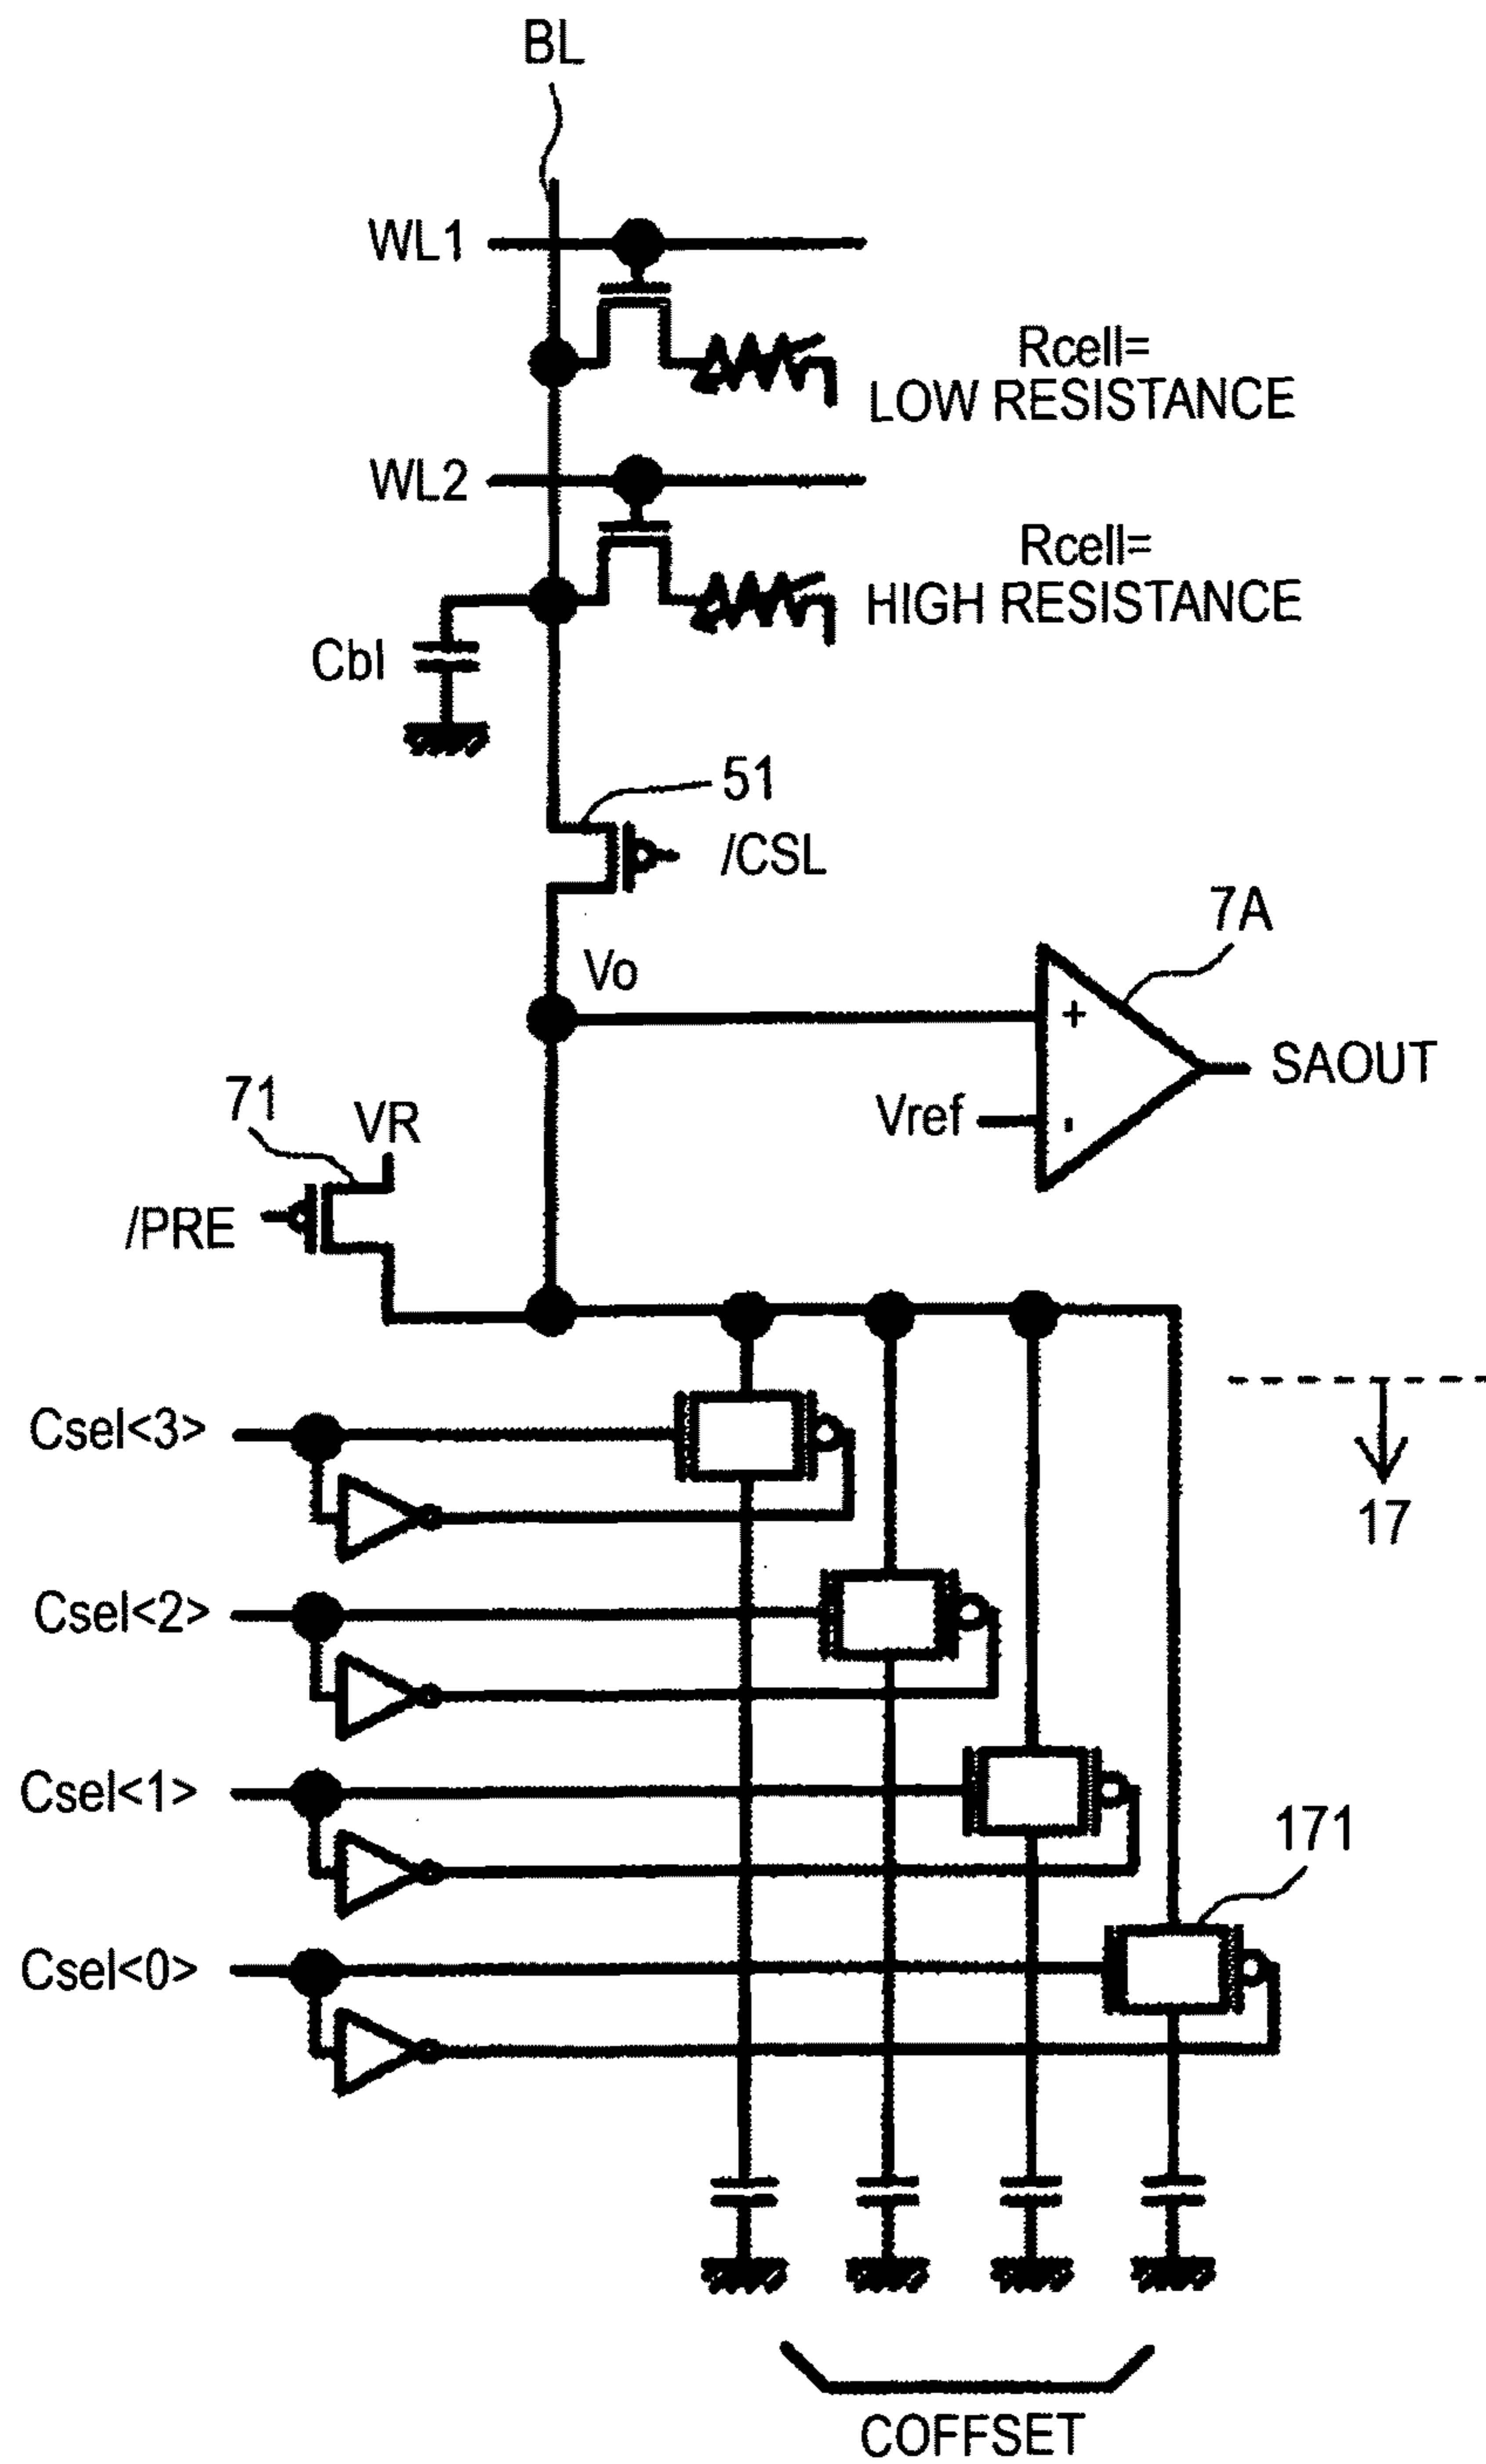 BL
WL1
Rcell=
LOW RESISTANCE
WL2
Rcell=
HIGH RESISTANCE
Cbl
51
/CSL
7A
Vo
+
SAOUT
71
VR
Vref
-
/PRE
Csel<3>
17
Csel<2>
Csel<1>
171
Csel<0>
COFFSET